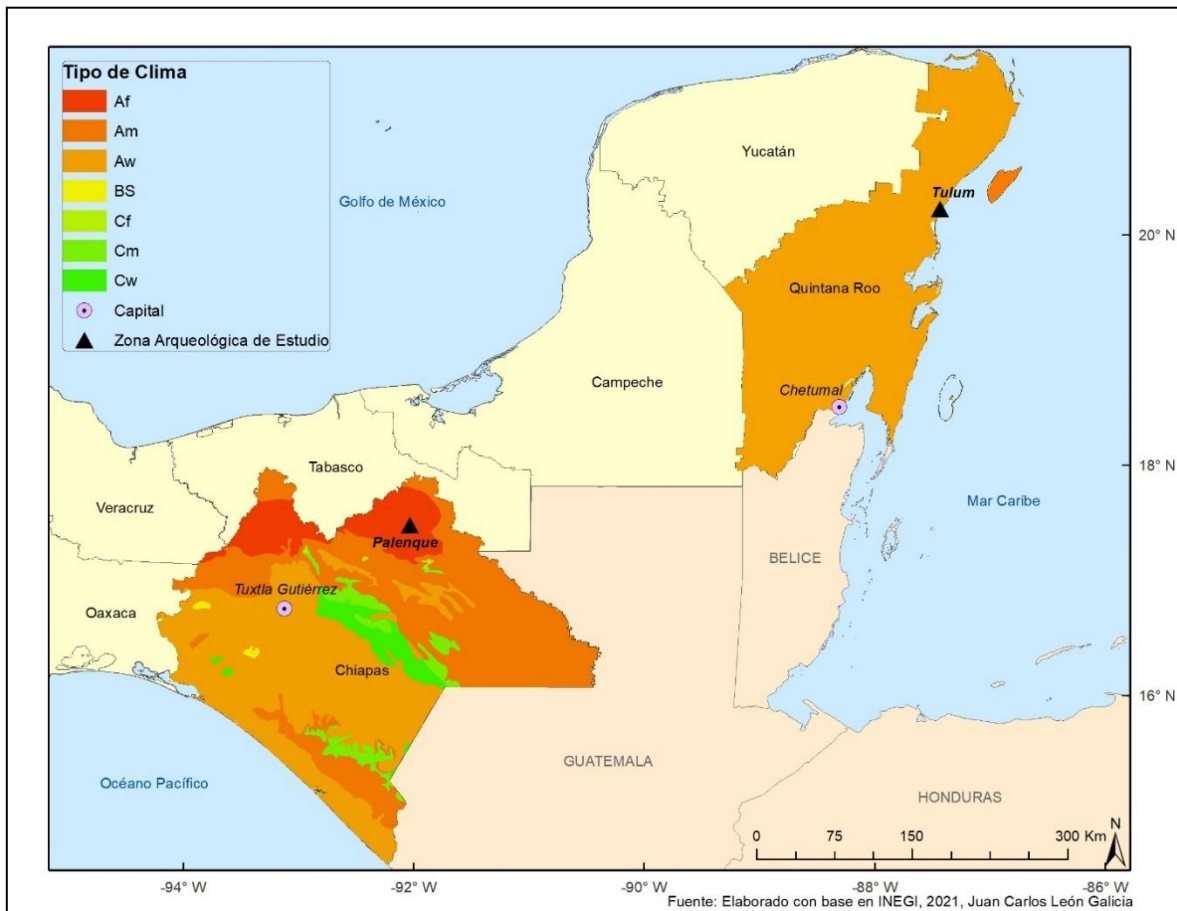 Tipo de Clima
Af
Am
Aw
BS
Cf
Cm
Cw
Capital
Zona Arqueológica de Estudio
Golfo de México
Yucatán
Tulum
20° N
Quintana Roo
Campeche
Chetumal
18° N
Tabasco
Veracruz
Mar Caribe
Palenque
BELICE
Tuxtla Gutiérrez
Oaxaca
Chiapas
16° N
GUATEMALA
Océano Pacífico
HONDURAS
N
0 75 150 300 Km
-94° W -92° W -90° W -88° W -86° W
Fuente: Elaborado con base en INEGI, 2021, Juan Carlos León Galicia